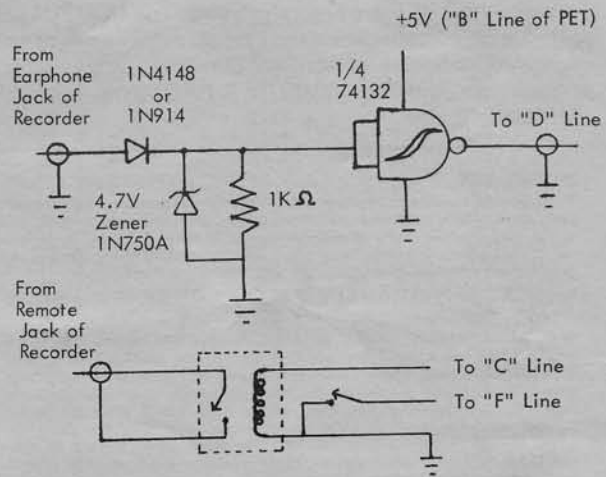 +5V ("B" Line of PET)
From
Earphone
Jack of
Recorder
1N4148
or
1N914
1/4
74132
To "D" Line
4.7V
Zener
1N750A
1K Ω
From
Remote
Jack of
Recorder
To "C" Line
To "F" Line